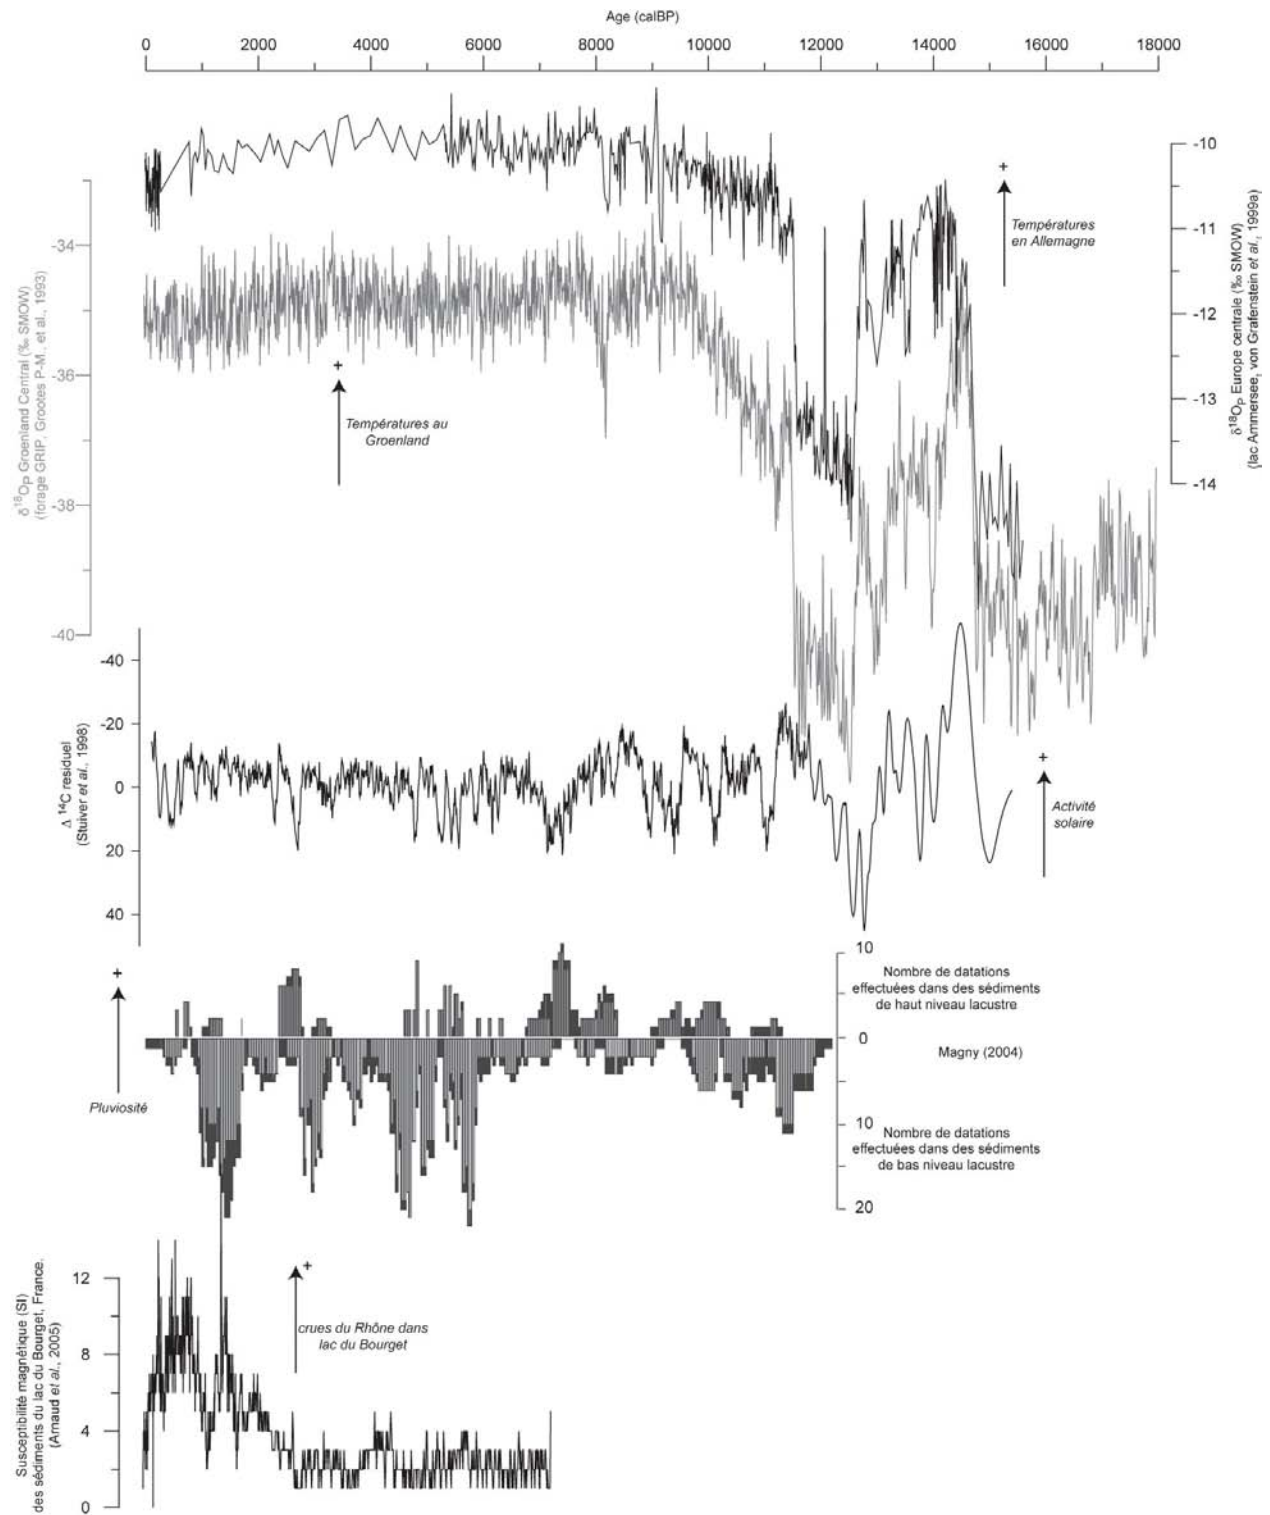 Age (calBP)
0 2000 4000 6000 8000 10000 12000 14000 16000 18000
-10
-11
-12
-13
-14
δ18OP Europe centrale (‰ SMOW)
(lac Ammersee, von Grafenstein et al., 1999a)
+
Températures
en Allemagne
-34
-36
-38
-40
δ18OP Groenland Central (‰ SMOW)
(forage GRIP, Grootes P-M., et al., 1993)
+
Températures au
Groenland
-40
-20
0
20
40
Δ 14C residuel
(Stuiver et al., 1998)
+
Activité
solaire
+
Pluviosité
10
0
10
20
Nombre de datations
effectuées dans des sédiments
de haut niveau lacustre
Magny (2004)
Nombre de datations
effectuées dans des sédiments
de bas niveau lacustre
12
8
4
0
Susceptibilité magnétique (SI)
des sédiments du lac du Bourget, France.
(Arnaud et al., 2005)
+
crues du Rhône dans
lac du Bourget